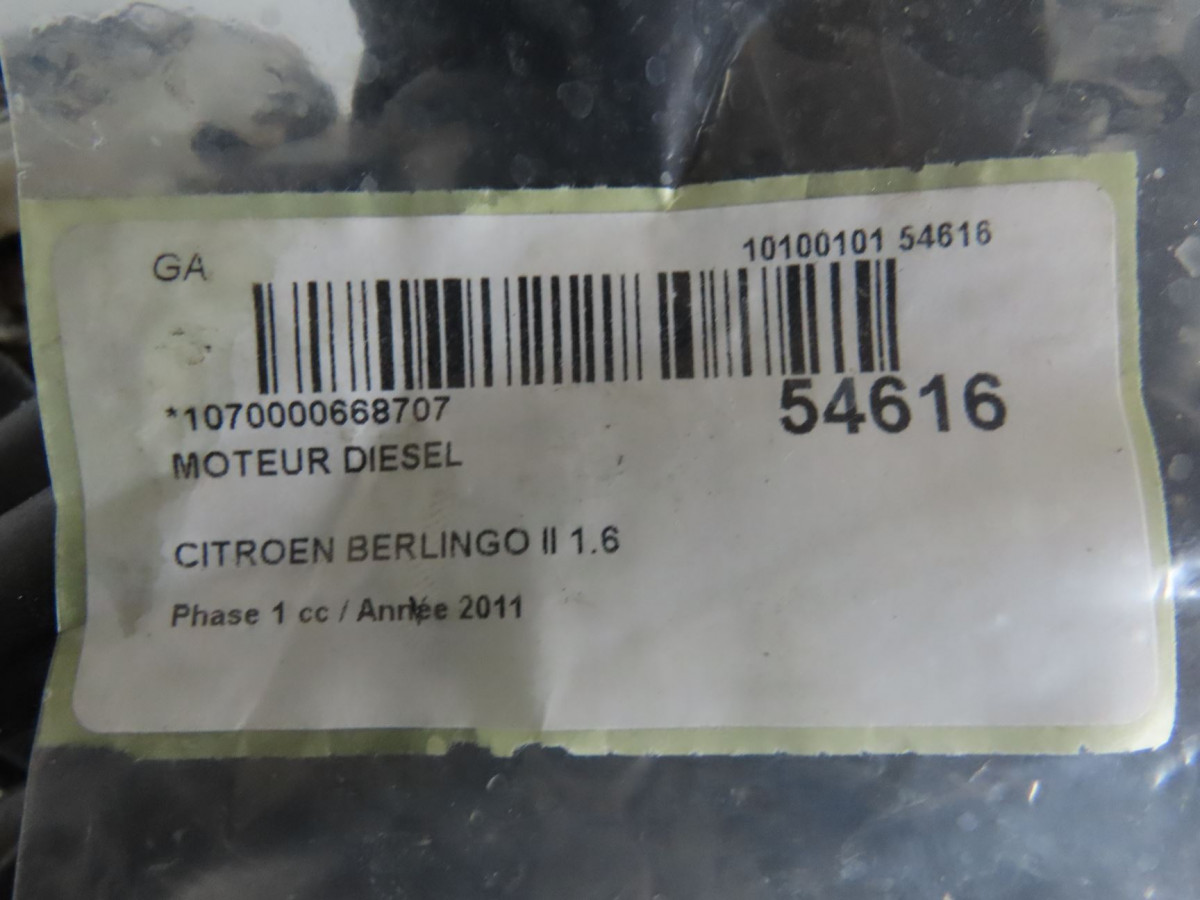 GA
10100101 54616
*1070000668707
54616
MOTEUR DIESEL
CITROEN BERLINGO II 1.6
Phase 1 cc / Année 2011